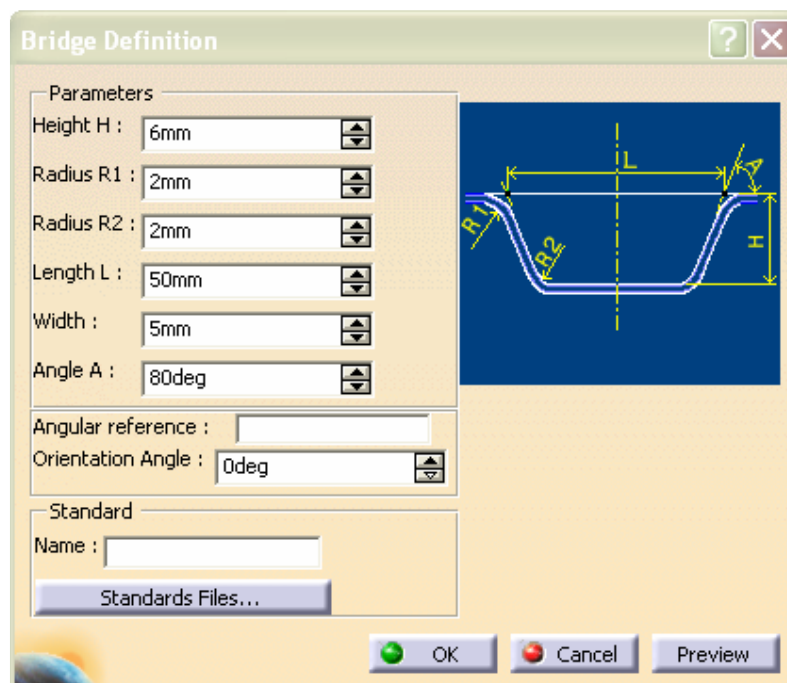 Bridge Definition
Parameters
Height H : 6mm
Radius R1 : 2mm
Radius R2 : 2mm
Length L : 50mm
Width : 5mm
Angle A : 80deg
L
A
R1
R2
H
Angular reference :
Orientation Angle : 0deg
Standard
Name :
Standards Files...
OK Cancel Preview